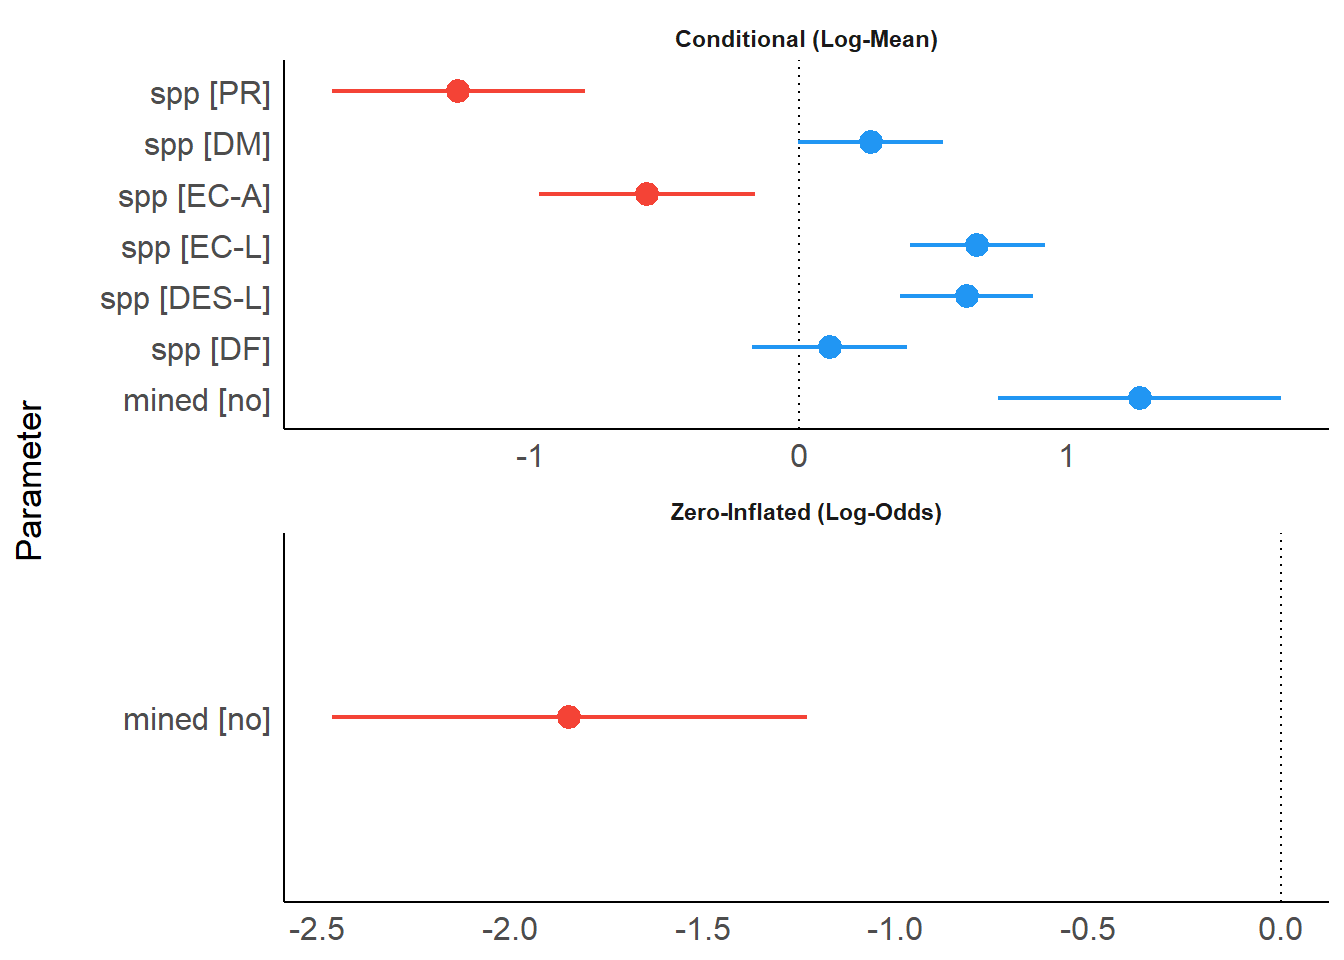 Conditional (Log-Mean)
spp [PR]
spp [DM]
spp [EC-A]
spp [EC-L]
spp [DES-L]
spp [DF]
mined [no]
-1 0 1
Parameter
Zero-Inflated (Log-Odds)
mined [no]
-2.5 -2.0 -1.5 -1.0 -0.5 0.0